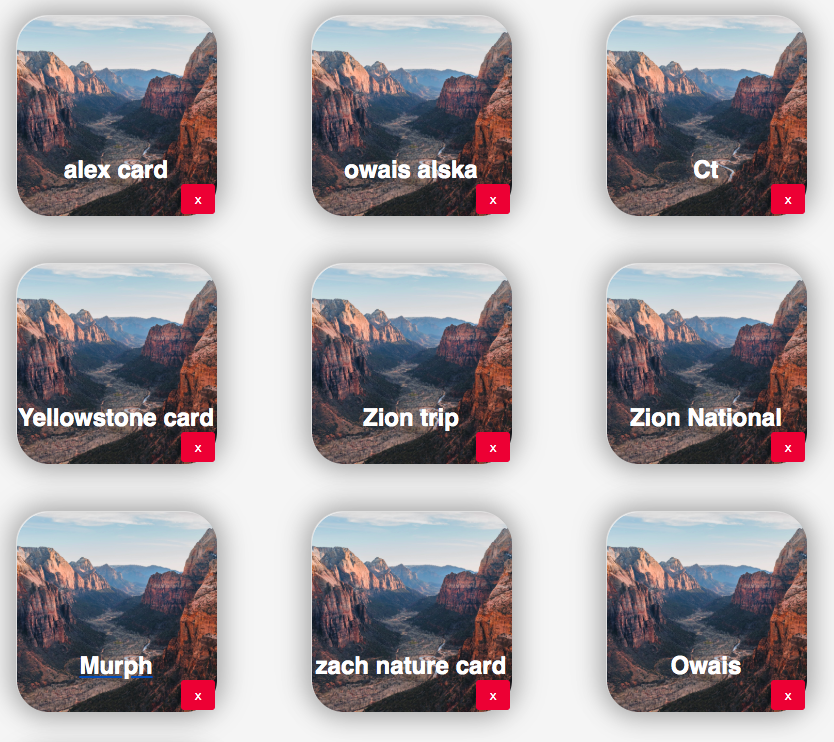 alex card
x
owais alska
x
Ct
x
Yellowstone card
x
Zion trip
x
Zion National
x
Murph
x
zach nature card
x
Owais
x